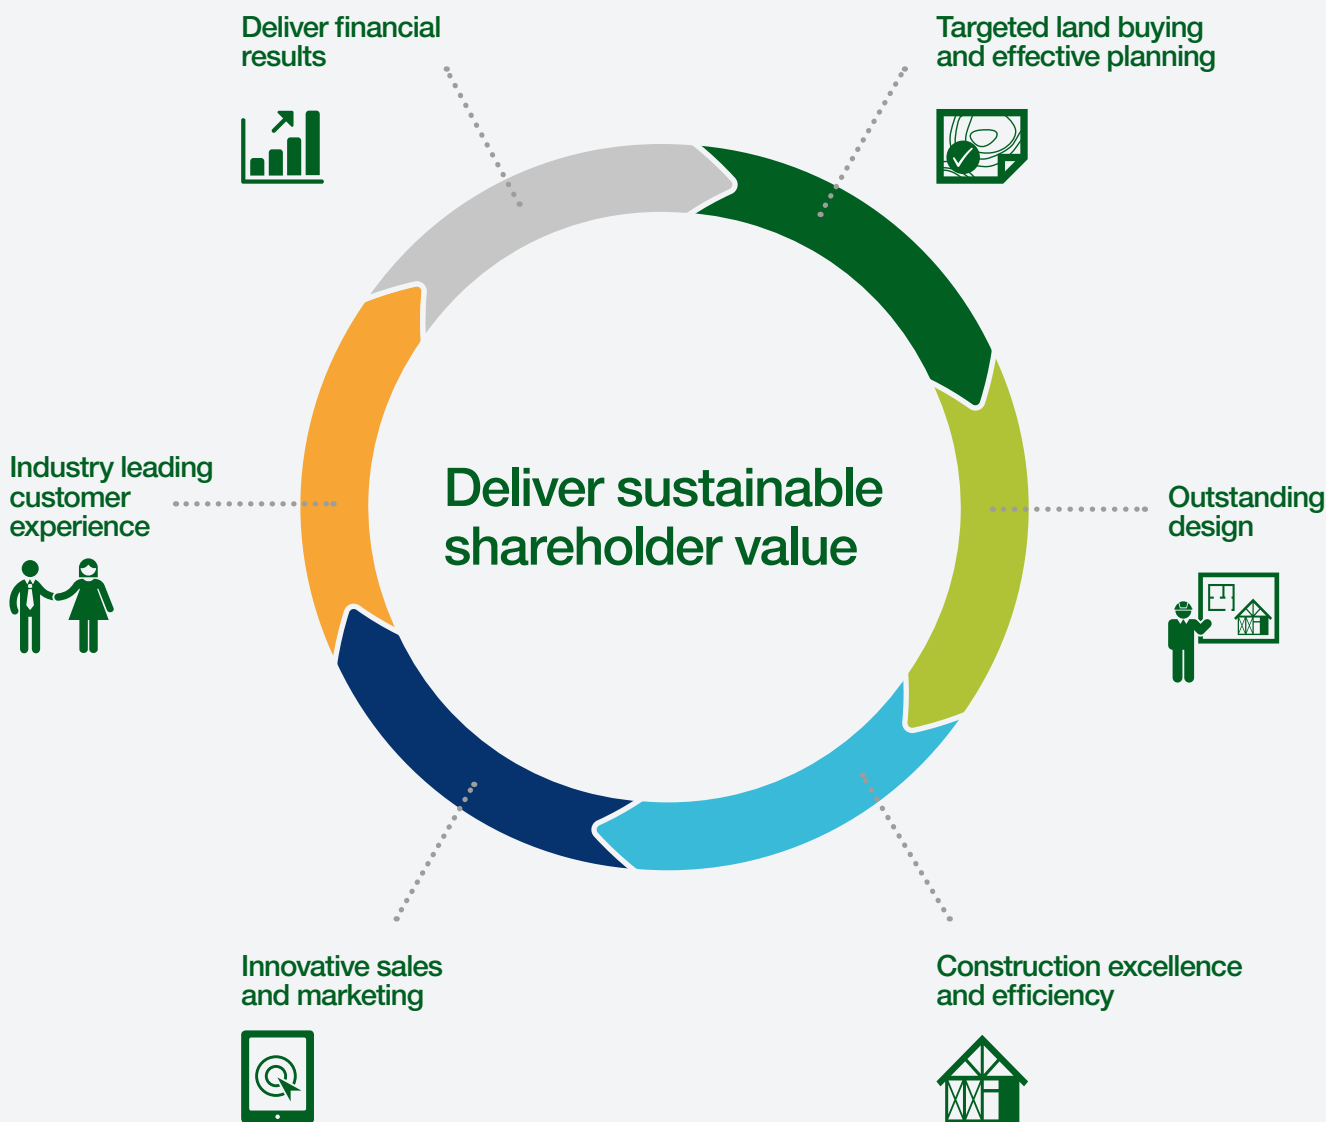 Deliver financial
results
Targeted land buying
and effective planning
Industry leading
customer
experience
Deliver sustainable
shareholder value
Outstanding
design
Innovative sales
and marketing
Construction excellence
and efficiency